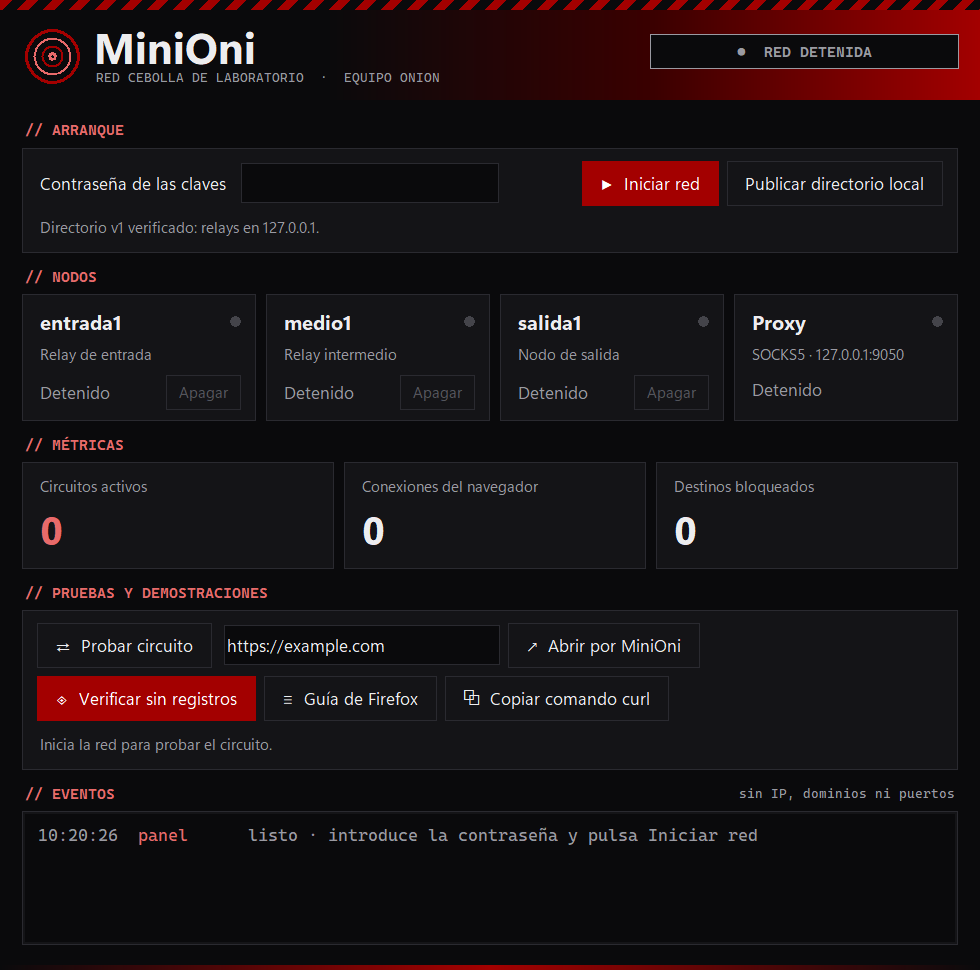 MiniOni
RED CEBOLLA DE LABORATORIO · EQUIPO ONION
● RED DETENIDA
// ARRANQUE
Contraseña de las claves
▶ Iniciar red
Publicar directorio local
Directorio v1 verificado: relays en 127.0.0.1.
// NODOS
entrada1
Relay de entrada
Detenido
Apagar
medio1
Relay intermedio
Detenido
Apagar
salida1
Nodo de salida
Detenido
Apagar
Proxy
SOCKS5 · 127.0.0.1:9050
Detenido
// MÉTRICAS
Circuitos activos
0
Conexiones del navegador
0
Destinos bloqueados
0
// PRUEBAS Y DEMOSTRACIONES
⇄ Probar circuito
https://example.com
↗ Abrir por MiniOni
⟐ Verificar sin registros
☰ Guía de Firefox
⧉ Copiar comando curl
Inicia la red para probar el circuito.
// EVENTOS
sin IP, dominios ni puertos
10:20:26 panel listo · introduce la contraseña y pulsa Iniciar red